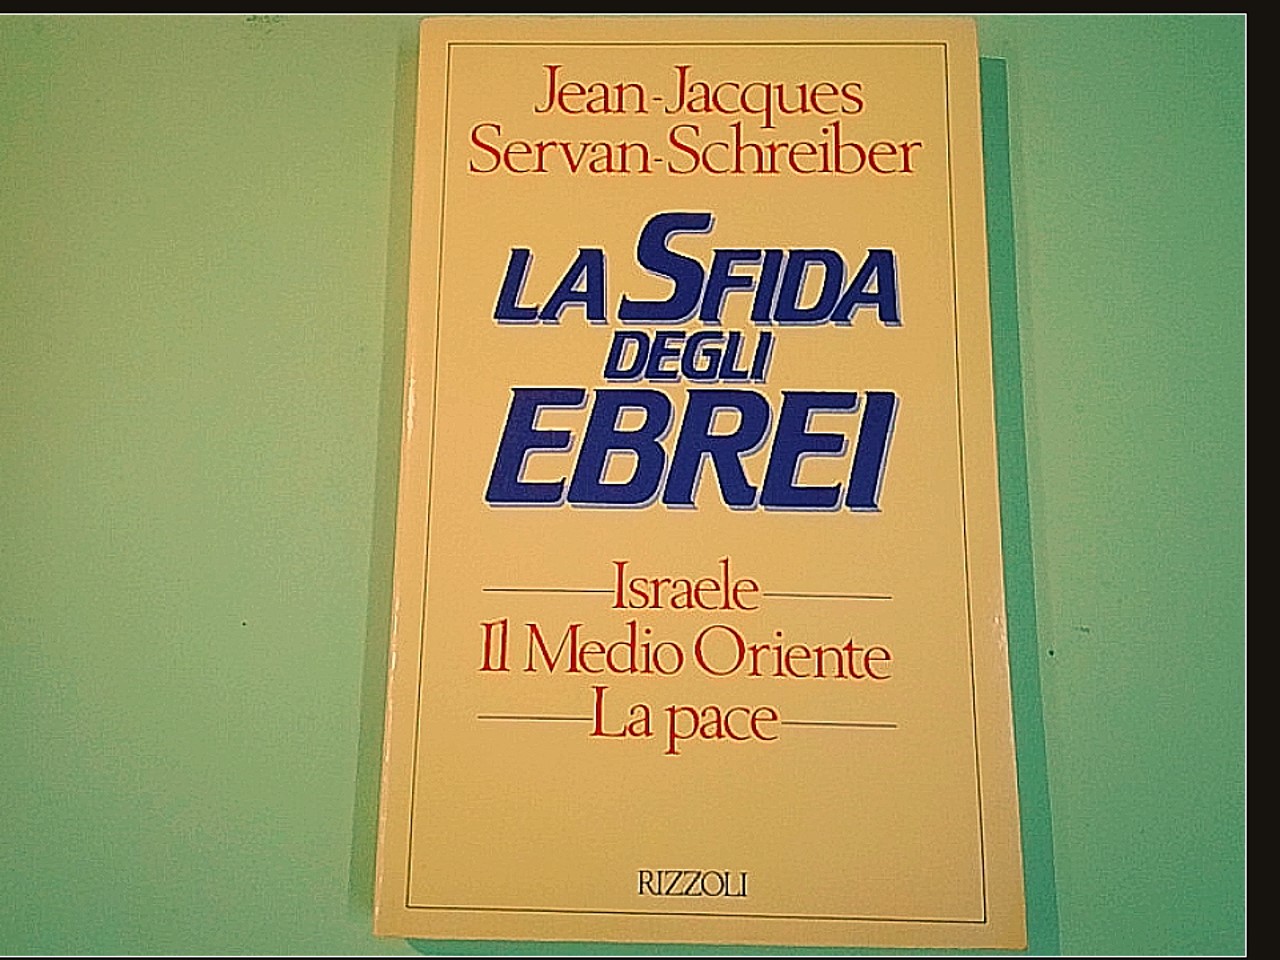 Jean-Jacques
Servan-Schreiber
LA SFIDA
DEGLI
EBREI
Israele
Il Medio Oriente
La pace
RIZZOLI